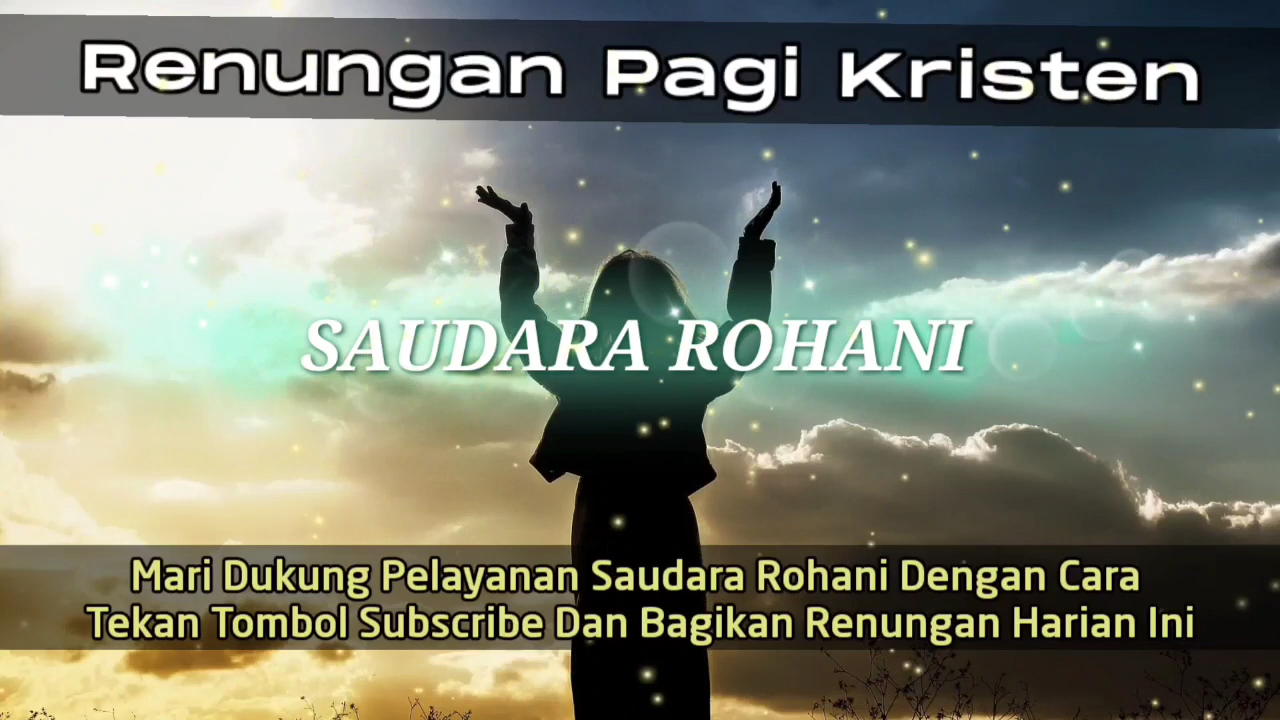 Renungan Pagi Kristen
SAUDARA ROHANI
Mari Dukung Pelayanan Saudara Rohani Dengan Cara
Tekan Tombol Subscribe Dan Bagikan Renungan Harian Ini